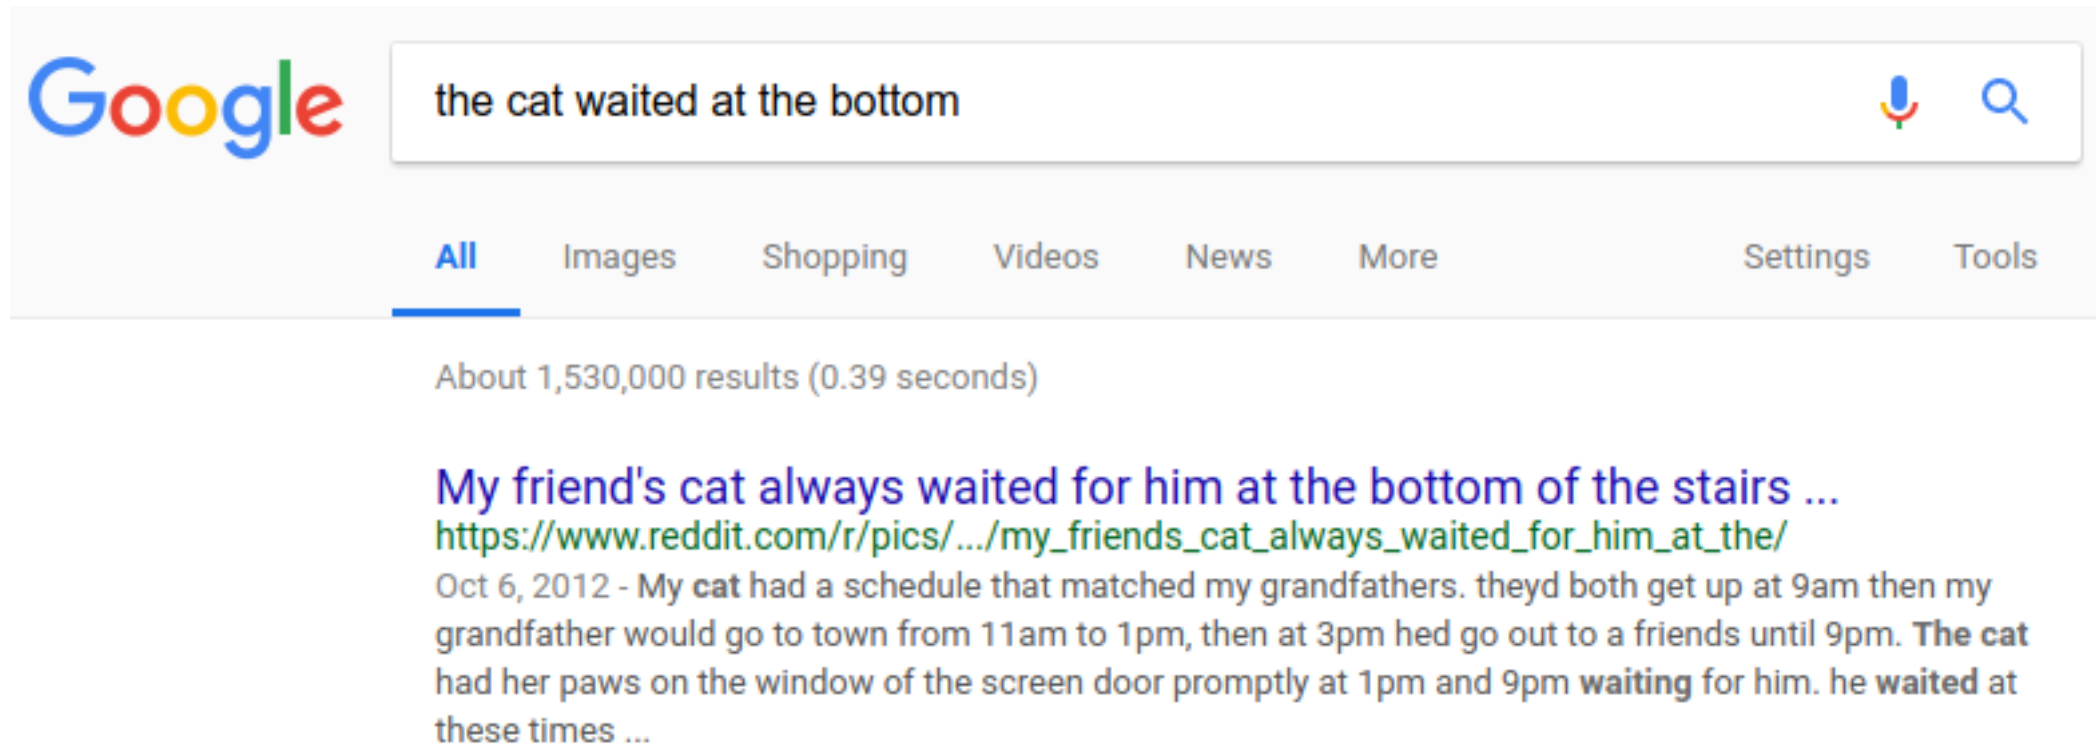 Google
the cat waited at the bottom
All Images Shopping Videos News More Settings Tools
About 1,530,000 results (0.39 seconds)
My friend's cat always waited for him at the bottom of the stairs ...
https://www.reddit.com/r/pics/.../my_friends_cat_always_waited_for_him_at_the/
Oct 6, 2012 - My cat had a schedule that matched my grandfathers. theyd both get up at 9am then my
grandfather would go to town from 11am to 1pm, then at 3pm hed go out to a friends until 9pm. The cat
had her paws on the window of the screen door promptly at 1pm and 9pm waiting for him. he waited at
these times ...